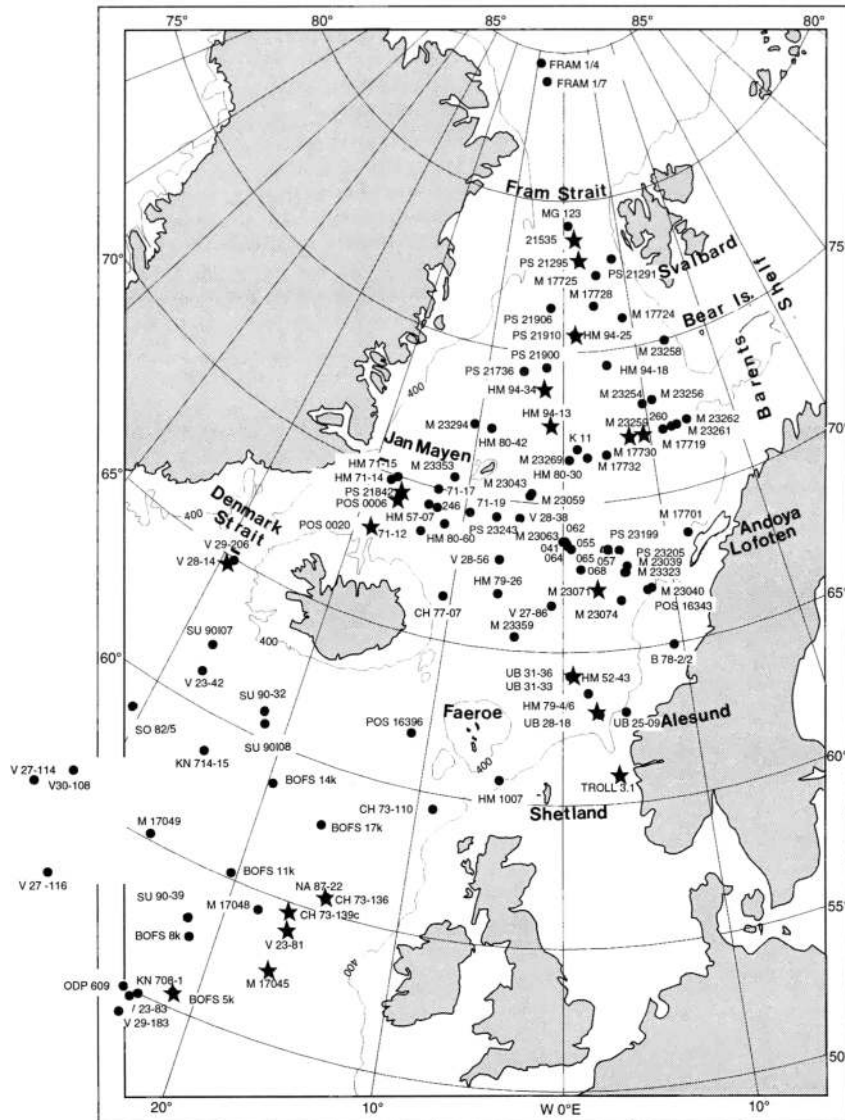 75°
80°
85°
85°
80°
FRAM 1/4
FRAM 1/7
Fram Strait
MG 123
21535
PS 21295
PS 21291
Svalbard
75°
70°
M 17725
M 17728
M 17724
Bear Is.
Shelf
PS 21906
PS 21910
HM 94-25
M 23258
Barents
PS 21900
PS 21736
HM 94-18
400
HM 94-34
M 23254
M 23256
HM 94-13
M 23259
260
M 23262
M 23261
M 23294
HM 80-42
K 11
M 17730
M 17719
70°
Jan Mayen
M 23269
HM 80-30
M 17732
HM 71-15
M 23353
HM 71-14
M 23043
65°
PS 21842
71-17
M 23059
POS 0006
246
71-19
400
Denmark
Strait
HM 57-07
V 28-38
M 17701
Andoya
Lofoten
POS 0020
71-12
HM 80-60
PS 23243
M 23063
062
055
PS 23199
041
PS 23205
V 29-206
064
065
057
M 23039
V 28-14
V 28-56
068
M 23323
HM 79-26
M 23071
M 23040
65°
CH 77-07
V 27-86
M 23074
POS 16343
SU 90I07
400
M 23359
B 78-2/2
60°
V 23-42
UB 31-36
HM 52-43
UB 31-33
SU 90-32
SO 82/5
Faeroe
HM 79-4/6
Alesund
UB 28-18
UB 25-09
POS 16396
SU 90I08
KN 714-15
60°
V 27-114
V30-108
400
BOFS 14k
HM 1007
TROLL 3.1
CH 73-110
Shetland
M 17049
BOFS 17k
V 27 -116
BOFS 11k
NA 87-22
SU 90-39
CH 73-136
M 17048
CH 73-139c
55°
BOFS 8k
V 23-81
400
ODP 609
KN 708-1
M 17045
BOFS 5k
V 23-83
V 29-183
50°
20°
10°
W 0°E
10°